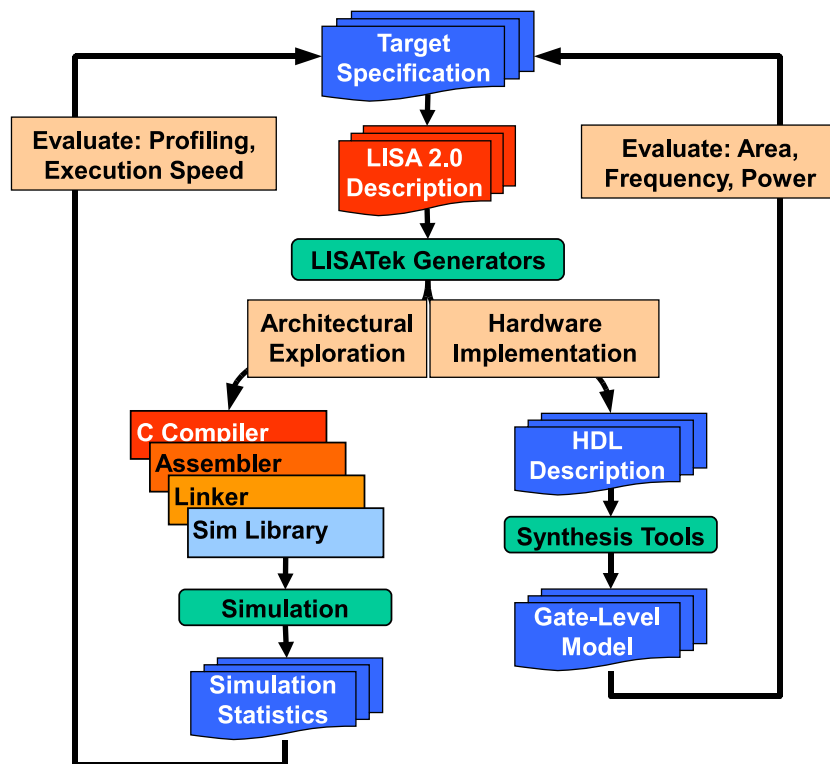 Target
Specification
Evaluate: Profiling,
Execution Speed
LISA 2.0
Description
Evaluate: Area,
Frequency, Power
LISATek Generators
Architectural
Exploration
Hardware
Implementation
C Compiler
Assembler
Linker
Sim Library
HDL
Description
Synthesis Tools
Simulation
Gate-Level
Model
Simulation
Statistics